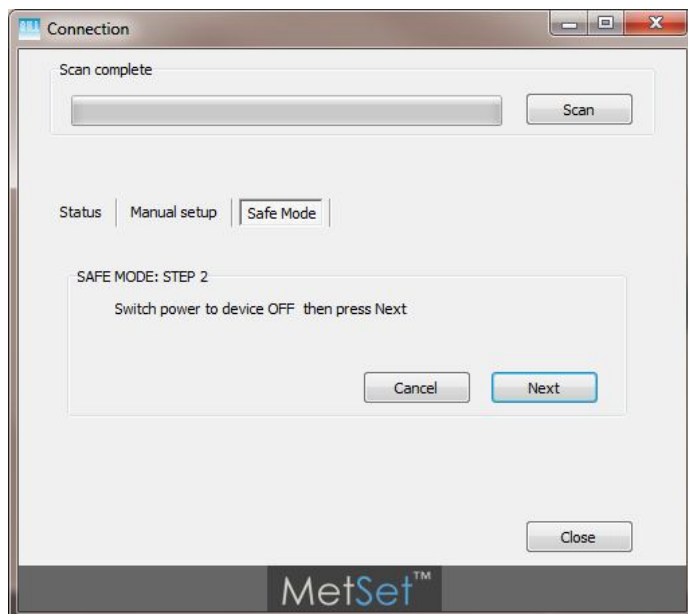 Connection
Scan complete
Scan
Status Manual setup Safe Mode
SAFE MODE: STEP 2
Switch power to device OFF then press Next
Cancel Next
Close
MetSet™